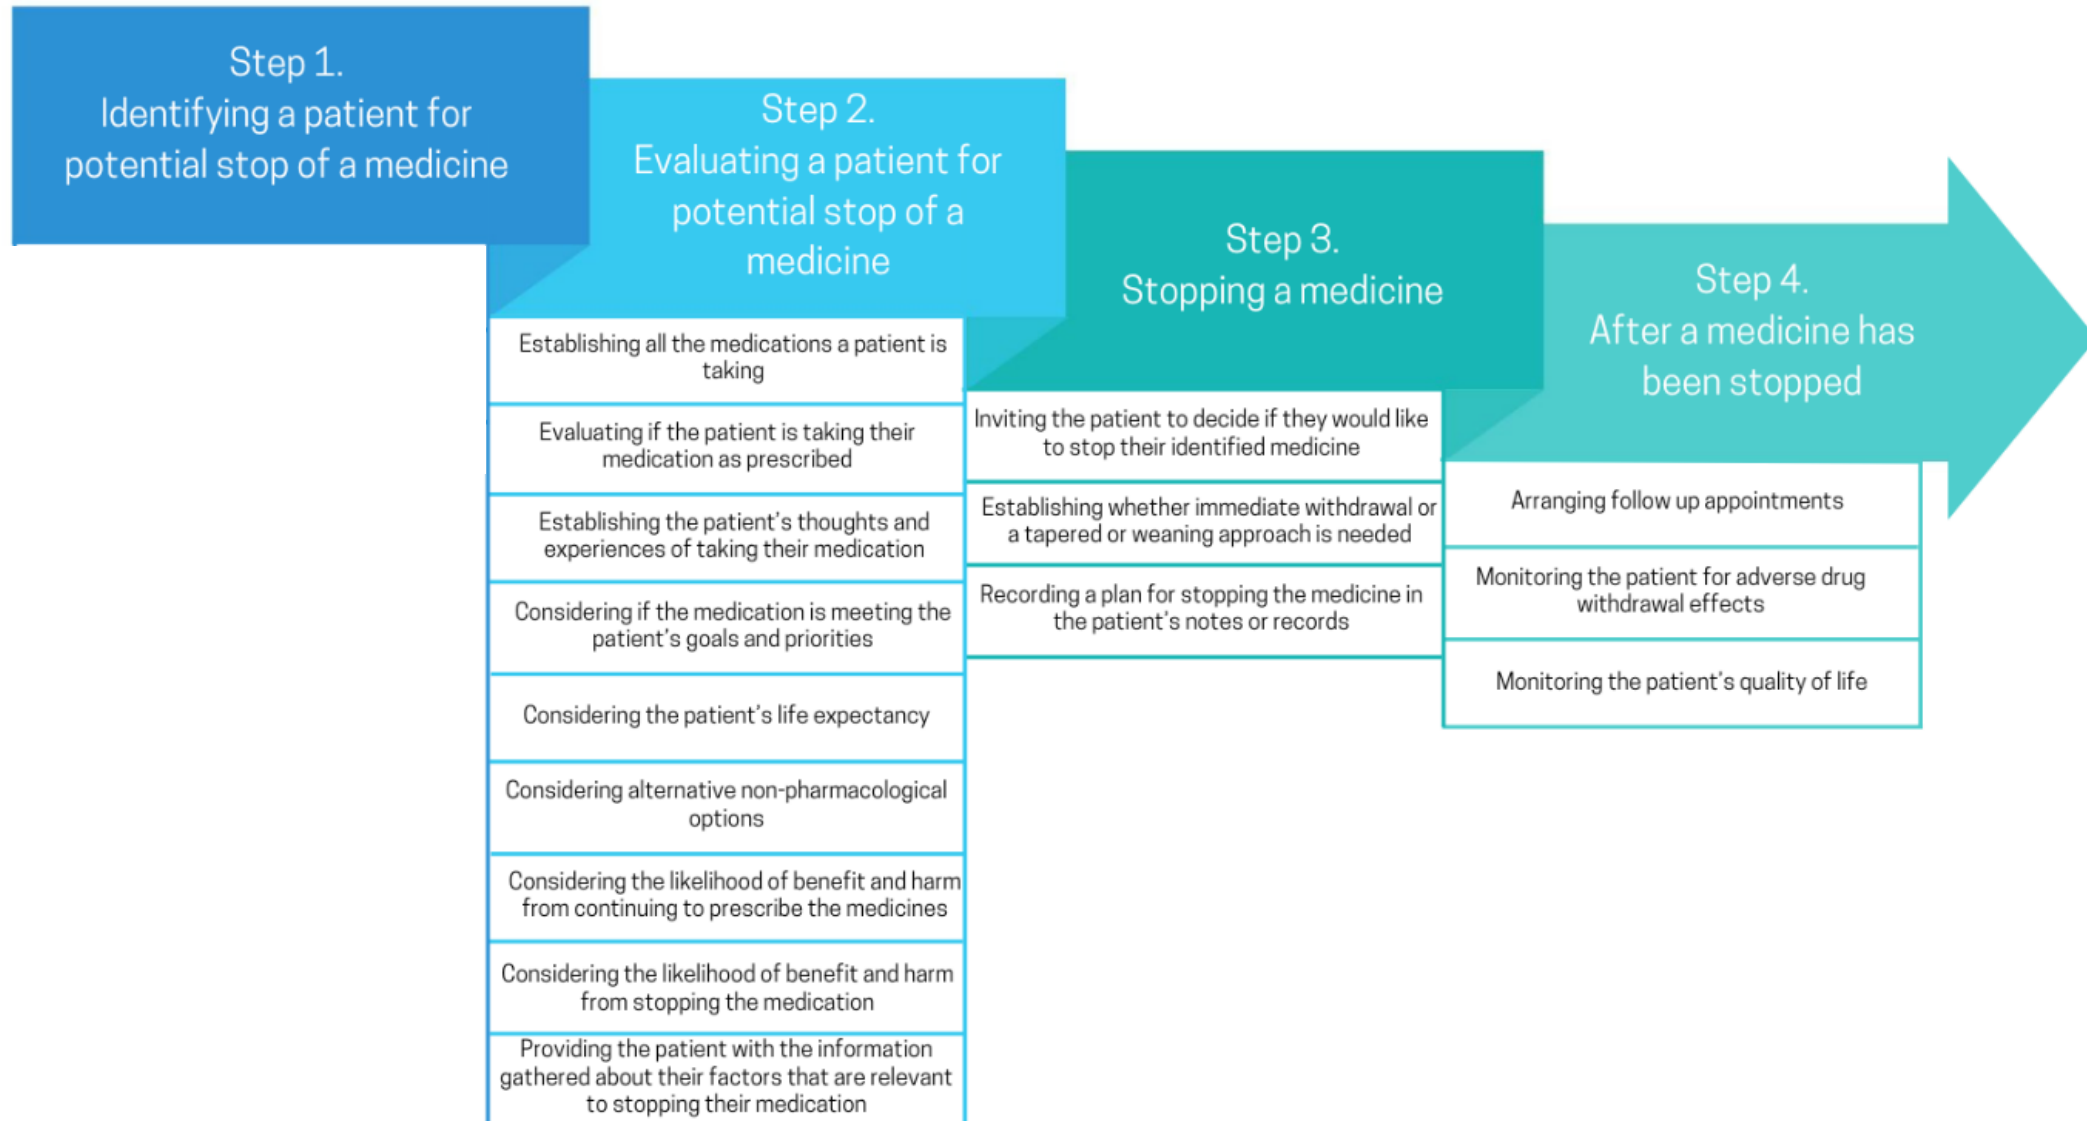 Step 1.
Identifying a patient for
potential stop of a medicine
Step 2.
Evaluating a patient for
potential stop of a
medicine
Establishing all the medications a patient is
taking
Evaluating if the patient is taking their
medication as prescribed
Establishing the patient's thoughts and
experiences of taking their medication
Considering if the medication is meeting the
patient's goals and priorities
Considering the patient's life expectancy
Considering alternative non-pharmacological
options
Considering the likelihood of benefit and harm
from continuing to prescribe the medicines
Considering the likelihood of benefit and harm
from stopping the medication
Providing the patient with the information
gathered about their factors that are relevant
to stopping their medication
Step 3.
Stopping a medicine
Inviting the patient to decide if they would like
to stop their identified medicine
Establishing whether immediate withdrawal or
a tapered or weaning approach is needed
Recording a plan for stopping the medicine in
the patient's notes or records
Step 4.
After a medicine has
been stopped
Arranging follow up appointments
Monitoring the patient for adverse drug
withdrawal effects
Monitoring the patient's quality of life